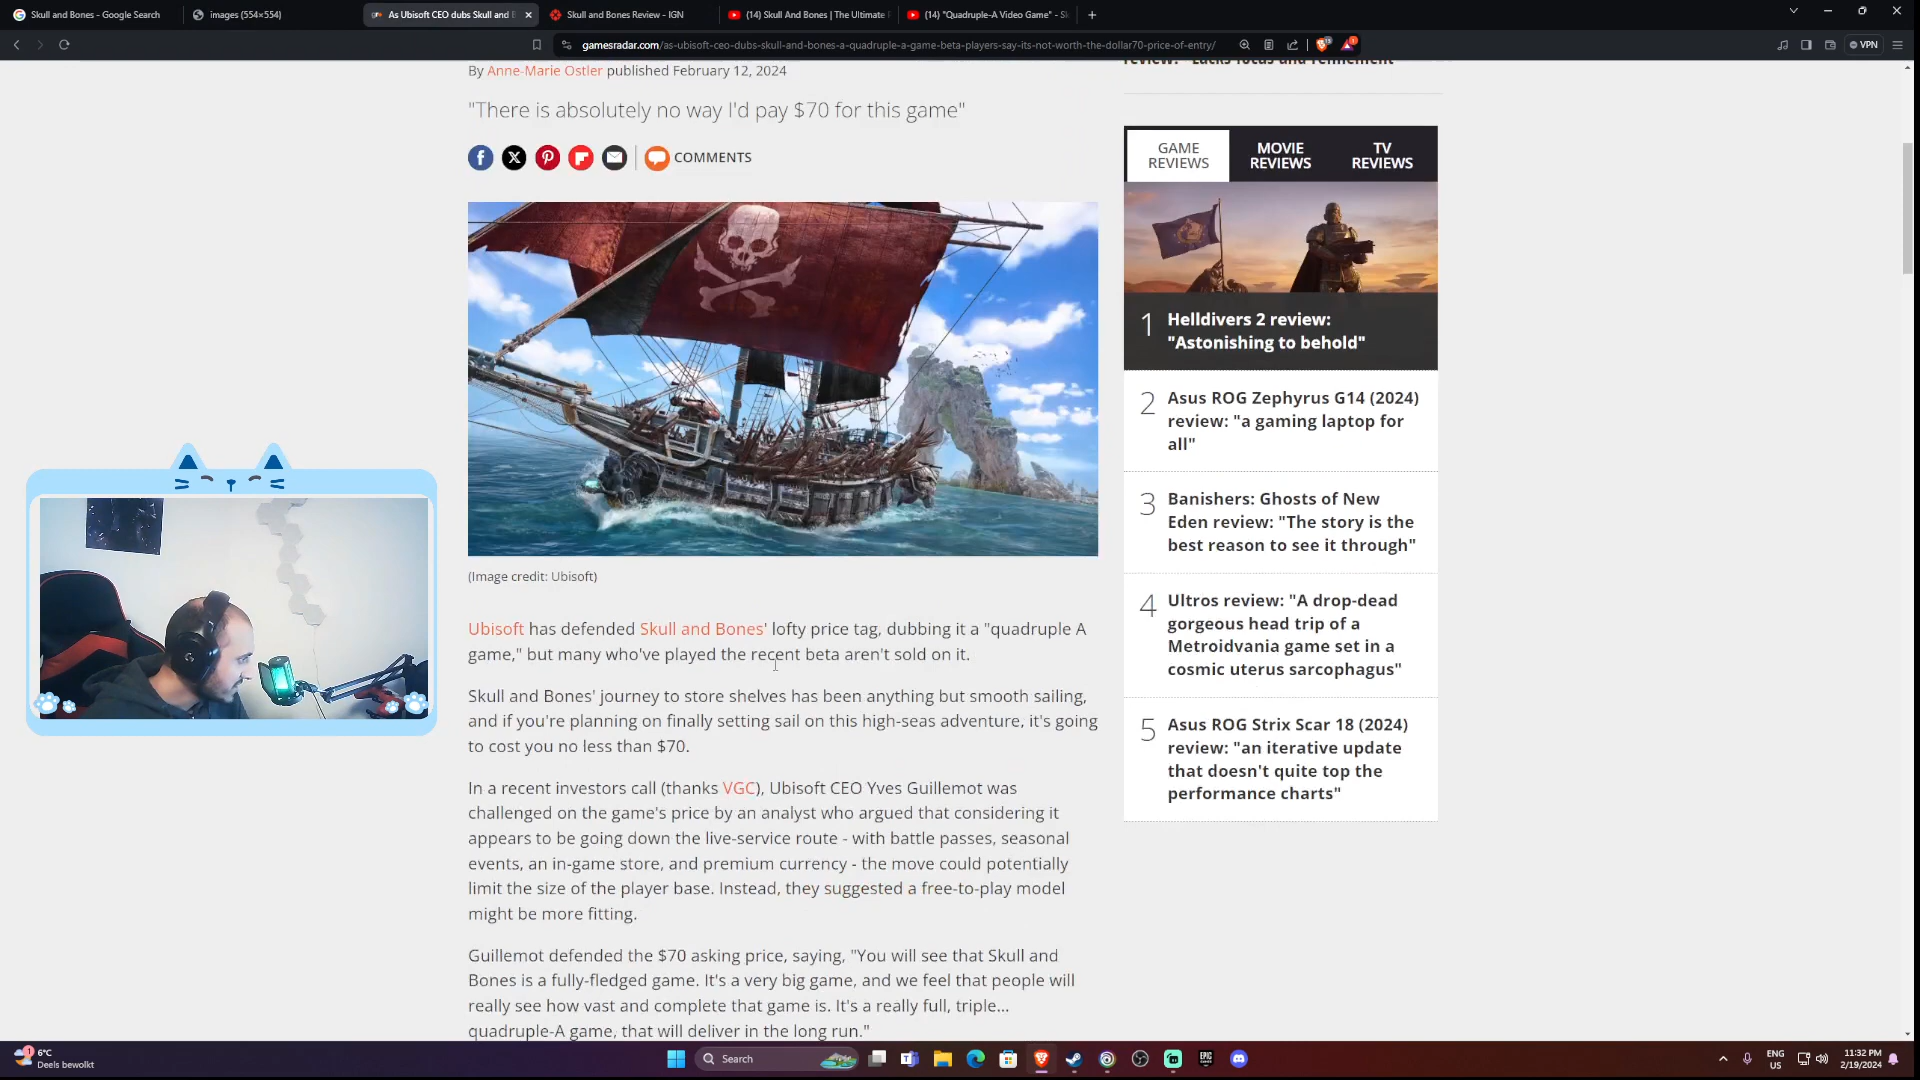 Skull and Bones - Google Search
images (554×554)
As Ubisoft CEO dubs Skull and B
Skull and Bones Review - IGN
(14) Skull And Bones | The Ultimate
(14) "Quadruple-A Video Game" - S
gamesradar.com/as-ubisoft-ceo-dubs-skull-and-bones-a-quadruple-a-game-beta-players-say-its-not-worth-the-dollar70-price-of-entry/
VPN
By Anne-Marie Ostler published February 12, 2024
"There is absolutely no way I'd pay $70 for this game"
COMMENTS
(Image credit: Ubisoft)
Ubisoft has defended Skull and Bones' lofty price tag, dubbing it a "quadruple A
game," but many who've played the recent beta aren't sold on it.
Skull and Bones' journey to store shelves has been anything but smooth sailing,
and if you're planning on finally setting sail on this high-seas adventure, it's going
to cost you no less than $70.
In a recent investors call (thanks VGC), Ubisoft CEO Yves Guillemot was
challenged on the game's price by an analyst who argued that considering it
appears to be going down the live-service route - with battle passes, seasonal
events, an in-game store, and premium currency - the move could potentially
limit the size of the player base. Instead, they suggested a free-to-play model
might be more fitting.
Guillemot defended the $70 asking price, saying, "You will see that Skull and
Bones is a fully-fledged game. It's a very big game, and we feel that people will
really see how vast and complete that game is. It's a really full, triple...
quadruple-A game, that will deliver in the long run."
review: "Lacks focus and refinement"
GAME
REVIEWS
MOVIE
REVIEWS
TV
REVIEWS
1
Helldivers 2 review:
"Astonishing to behold"
2
Asus ROG Zephyrus G14 (2024)
review: "a gaming laptop for
all"
3
Banishers: Ghosts of New
Eden review: "The story is the
best reason to see it through"
4
Ultros review: "A drop-dead
gorgeous head trip of a
Metroidvania game set in a
cosmic uterus sarcophagus"
5
Asus ROG Strix Scar 18 (2024)
review: "an iterative update
that doesn't quite top the
performance charts"
6°C
Deels bewolkt
Search
ENG
US
11:32 PM
2/19/2024